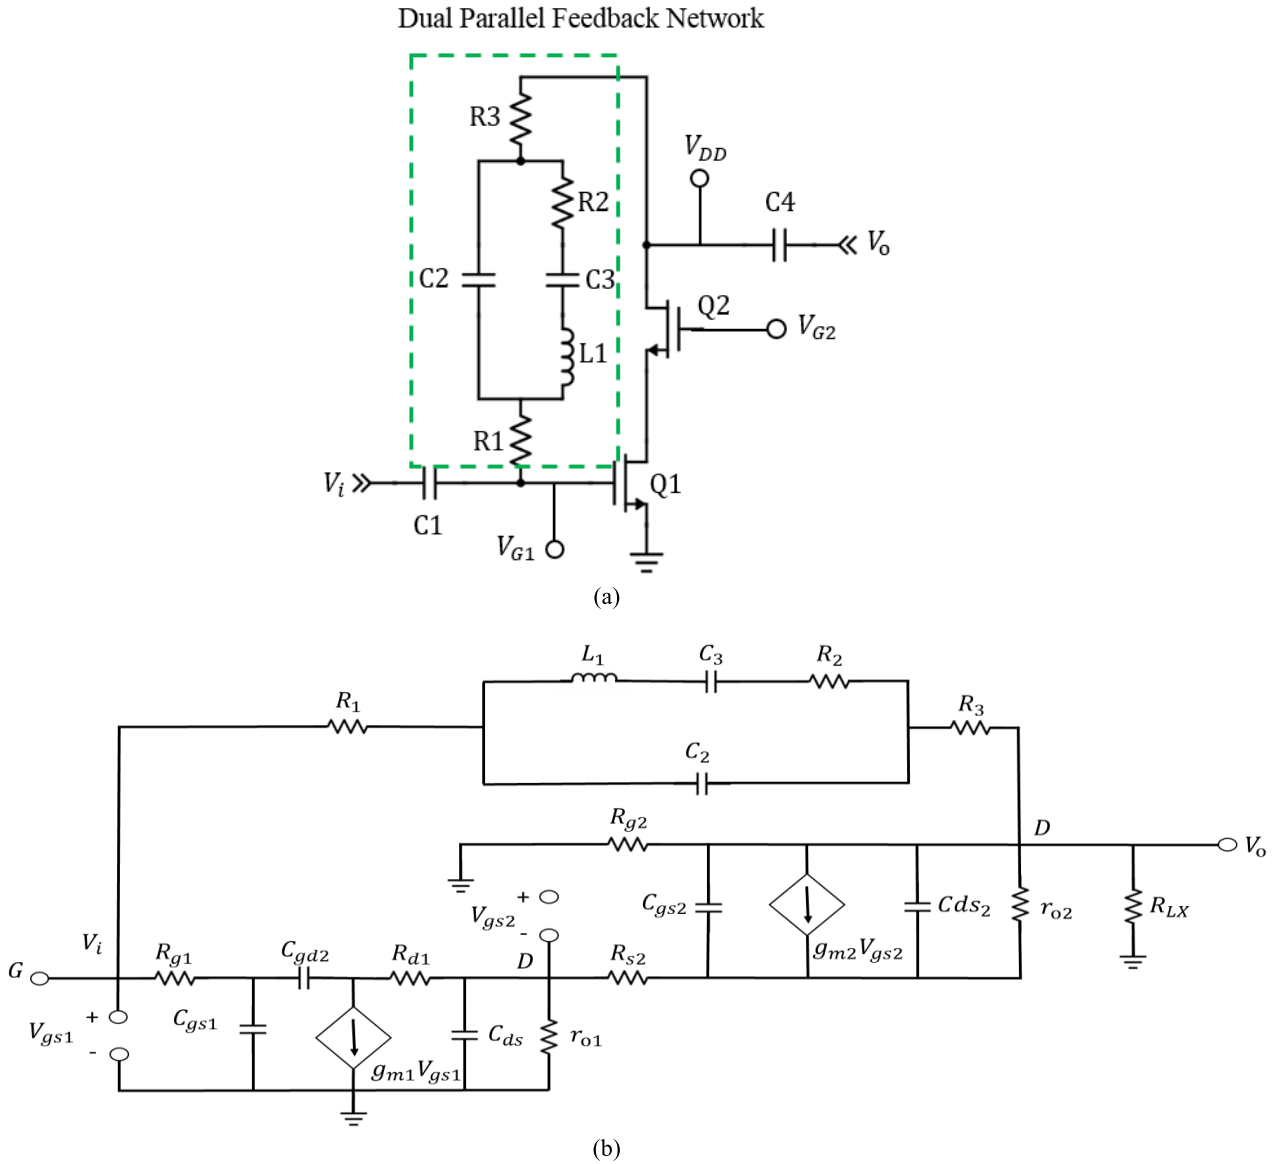 Dual Parallel Feedback Network
R3
V_DD
R2
C4
V_o
C2
C3
Q2
V_G2
L1
R1
V_i
Q1
C1
V_G1
(a)
L_1
C_3
R_2
R_1
R_3
C_2
R_g2
D
V_o
+
V_gs2
-
C_gs2
g_m2V_gs2
Cds_2
r_o2
R_LX
V_i
R_g1
C_gd2
R_d1
D
R_s2
G
+
V_gs1
-
C_gs1
g_m1V_gs1
C_ds
r_o1
(b)